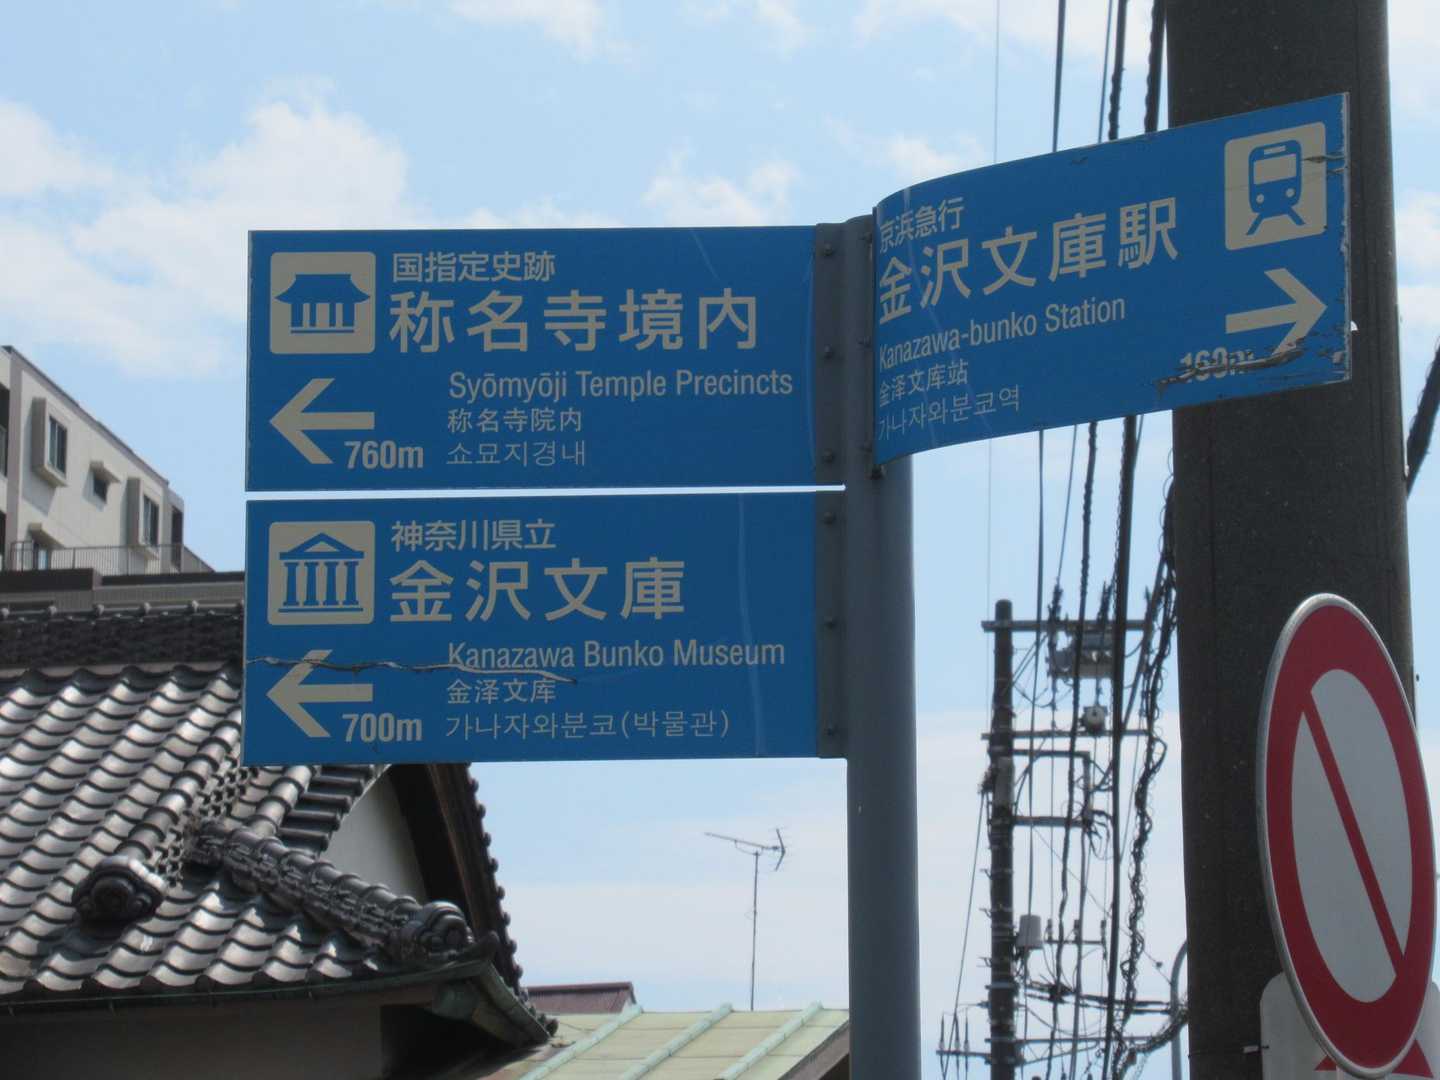 国指定史跡
称名寺境内
Syōmyōji Temple Precincts
称名寺院内
760m
쇼묘지경내
神奈川県立
金沢文庫
Kanazawa Bunko Museum
金泽文库
700m
가나자와분코(박물관)
京浜急行
金沢文庫駅
Kanazawa-bunko Station
金泽文库站
가나자와분코역
160m